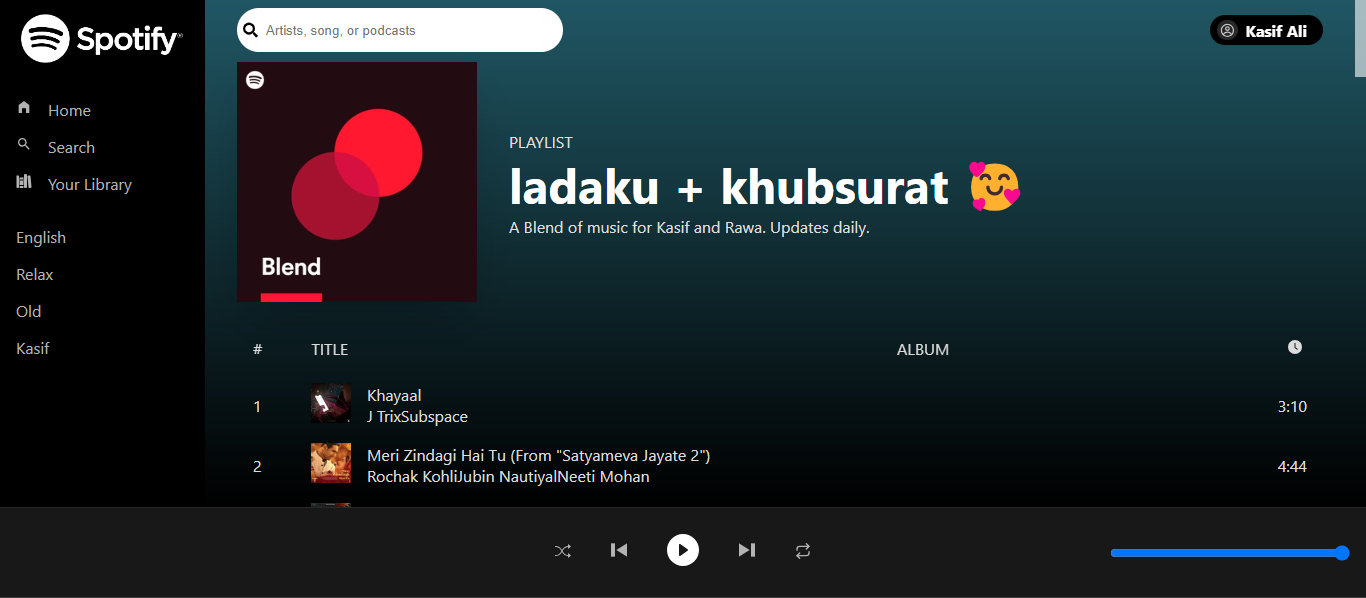 Spotify
Artists, song, or podcasts
Kasif Ali
Home
Search
Your Library
English
Relax
Old
Kasif
Blend
PLAYLIST
ladaku + khubsurat 🥰
A Blend of music for Kasif and Rawa. Updates daily.
# TITLE ALBUM
1 Khayaal 3:10
J TrixSubspace
2 Meri Zindagi Hai Tu (From "Satyameva Jayate 2") 4:44
Rochak KohliJubin NautiyalNeeti Mohan